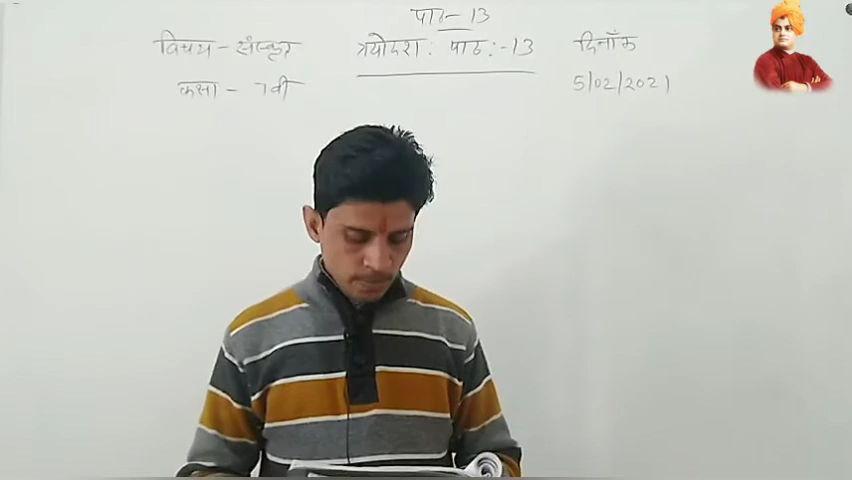 पाठ - 13
विषय - संस्कृत त्रयोदश: पाठ: - 13 दिनाँक
कक्षा - 7वी 5/02/2021